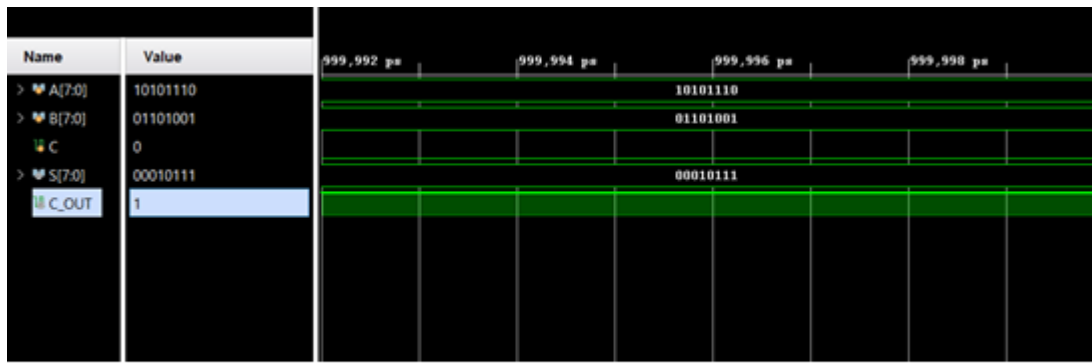 Name Value 999,992 ps 999,994 ps 999,996 ps 999,998 ps
A[7:0] 10101110 10101110
B[7:0] 01101001 01101001
C 0
S[7:0] 00010111 00010111
C_OUT 1